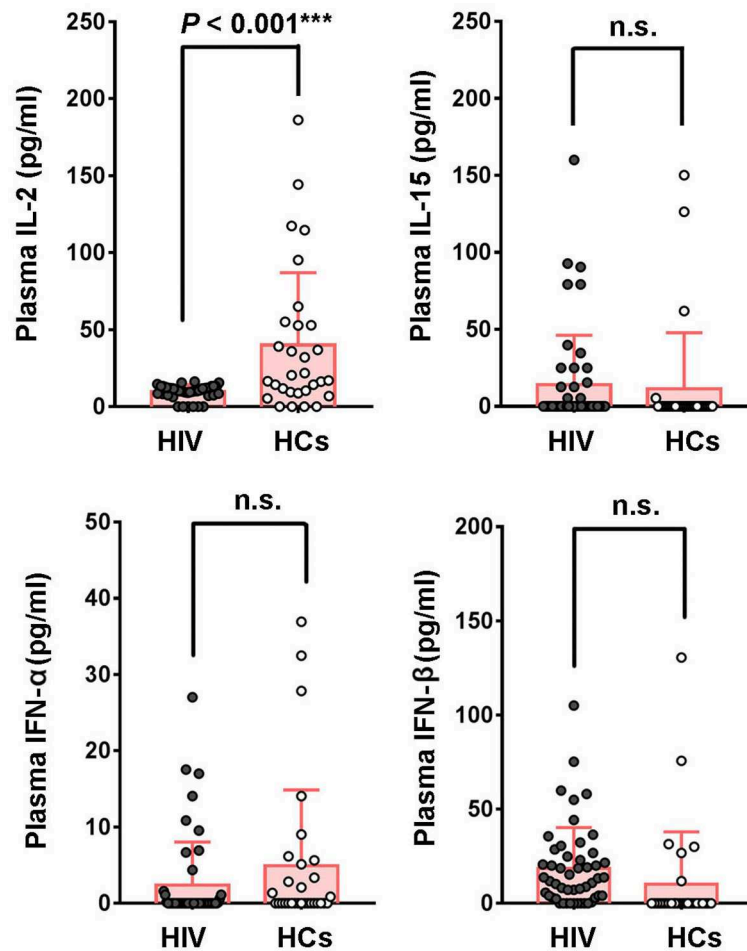 P < 0.001***
Plasma IL-2 (pg/ml)
250
200
150
100
50
0
HIV HCs
n.s.
Plasma IL-15 (pg/ml)
250
200
150
100
50
0
HIV HCs
n.s.
Plasma IFN-α(pg/ml)
50
40
30
20
10
0
HIV HCs
n.s.
Plasma IFN-β(pg/ml)
200
150
100
50
0
HIV HCs